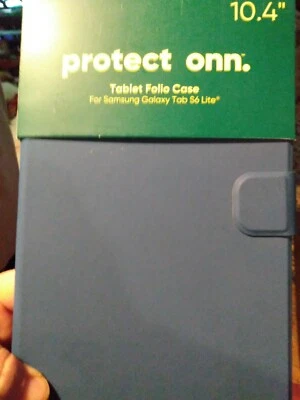 10.4"
protect onn.
Tablet Folio Case
For Samsung Galaxy Tab S6 Lite®